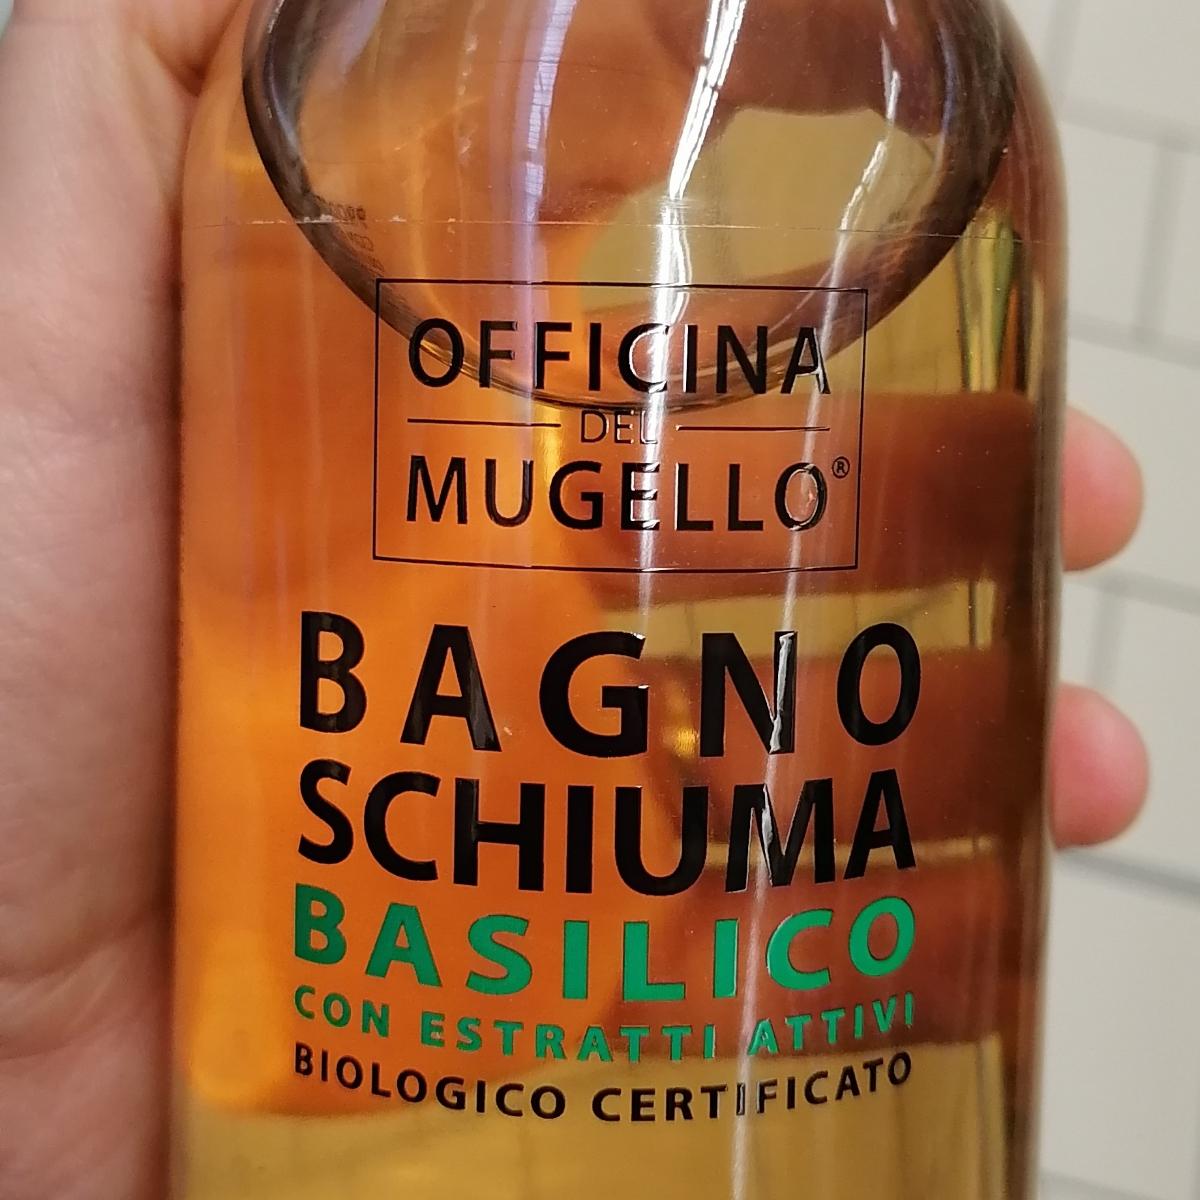 OFFICINA
DEL
MUGELLO®
BAGNO
SCHIUMA
BASILICO
CON ESTRATTI ATTIVI
BIOLOGICO CERTIFICATO